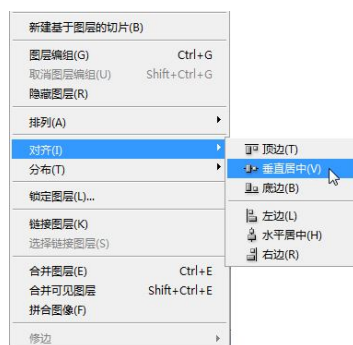 新建基于图层的切片(B)
图层编组(G) Ctrl+G
取消图层编组(U) Shift+Ctrl+G
隐藏图层(R)
排列(A)
对齐(I)
分布(T)
锁定图层(L)...
链接图层(K)
选择链接图层(S)
合并图层(E) Ctrl+E
合并可见图层 Shift+Ctrl+E
拼合图像(F)
修边
顶边(T)
垂直居中(V)
底边(B)
左边(L)
水平居中(H)
右边(R)